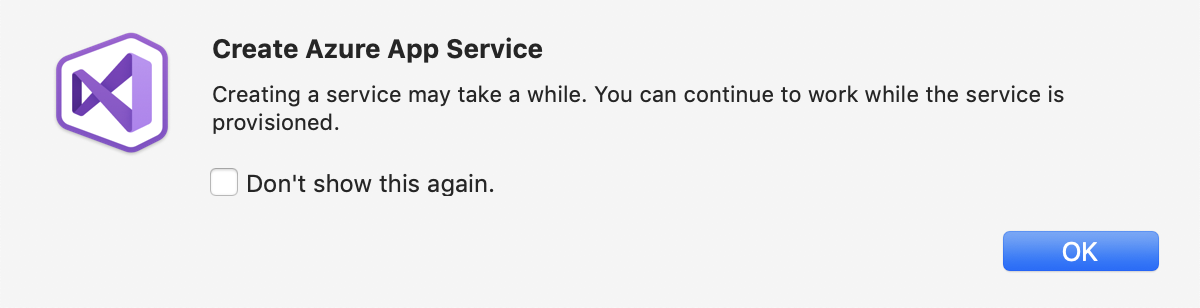 Create Azure App Service
Creating a service may take a while. You can continue to work while the service is
provisioned.
Don't show this again.
OK